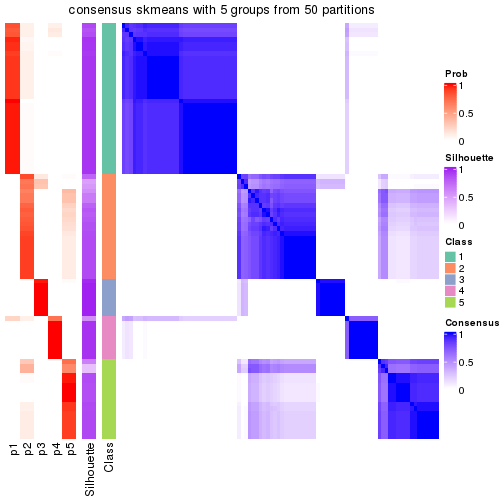 consensus skmeans with 5 groups from 50 partitions
Prob
1
0.5
0
Silhouette
1
0.5
0
Class
1
2
3
4
5
Consensus
1
0.5
0
p1
p2
p3
p4
p5
Silhouette
Class